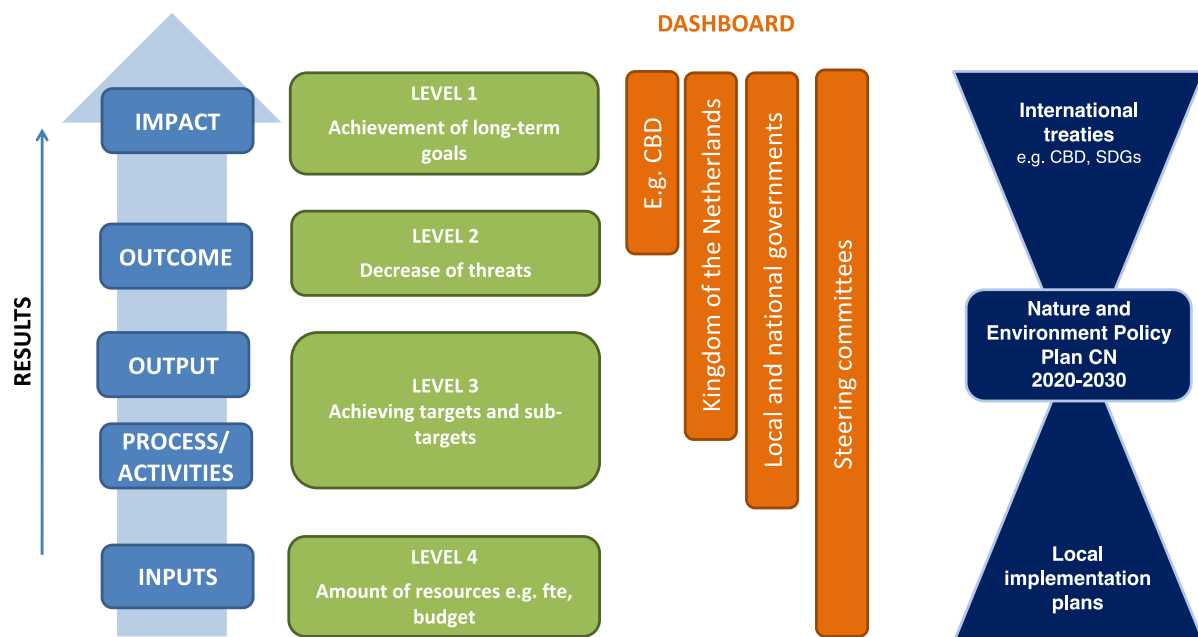 DASHBOARD
RESULTS
IMPACT
OUTCOME
OUTPUT
PROCESS/
ACTIVITIES
INPUTS
LEVEL 1
Achievement of long-term
goals
LEVEL 2
Decrease of threats
LEVEL 3
Achieving targets and sub-
targets
LEVEL 4
Amount of resources e.g. fte,
budget
E.g. CBD
Kingdom of the Netherlands
Local and national governments
Steering committees
International
treaties
e.g. CBD, SDGs
Nature and
Environment Policy
Plan CN
2020-2030
Local
implementation
plans